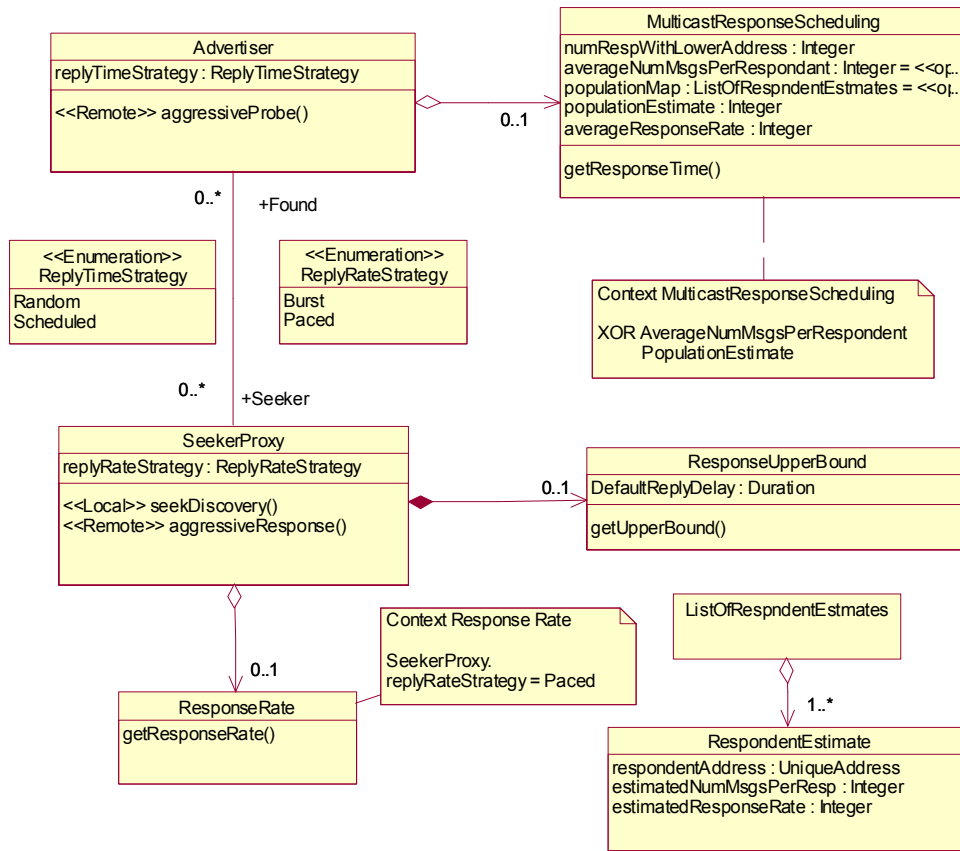 Advertiser
replyTimeStrategy : ReplyTimeStrategy
<<Remote>> aggressiveProbe()
0..1
MulticastResponseScheduling
numRespWithLowerAddress : Integer
averageNumMsgsPerRespondant : Integer = <<op...
populationMap : ListOfRespndentEstmates = <<op...
populationEstimate : Integer
averageResponseRate : Integer
getResponseTime()
0..*
+Found
<<Enumeration>>
ReplyTimeStrategy
Random
Scheduled
<<Enumeration>>
ReplyRateStrategy
Burst
Paced
Context MulticastResponseScheduling
XOR AverageNumMsgsPerRespondent
PopulationEstimate
0..*
+Seeker
SeekerProxy
replyRateStrategy : ReplyRateStrategy
<<Local>> seekDiscovery()
<<Remote>> aggressiveResponse()
0..1
ResponseUpperBound
DefaultReplyDelay : Duration
getUpperBound()
0..1
Context Response Rate
SeekerProxy.
replyRateStrategy = Paced
ResponseRate
getResponseRate()
ListOfRespndentEstmates
1..*
RespondentEstimate
respondentAddress : UniqueAddress
estimatedNumMsgsPerResp : Integer
estimatedResponseRate : Integer